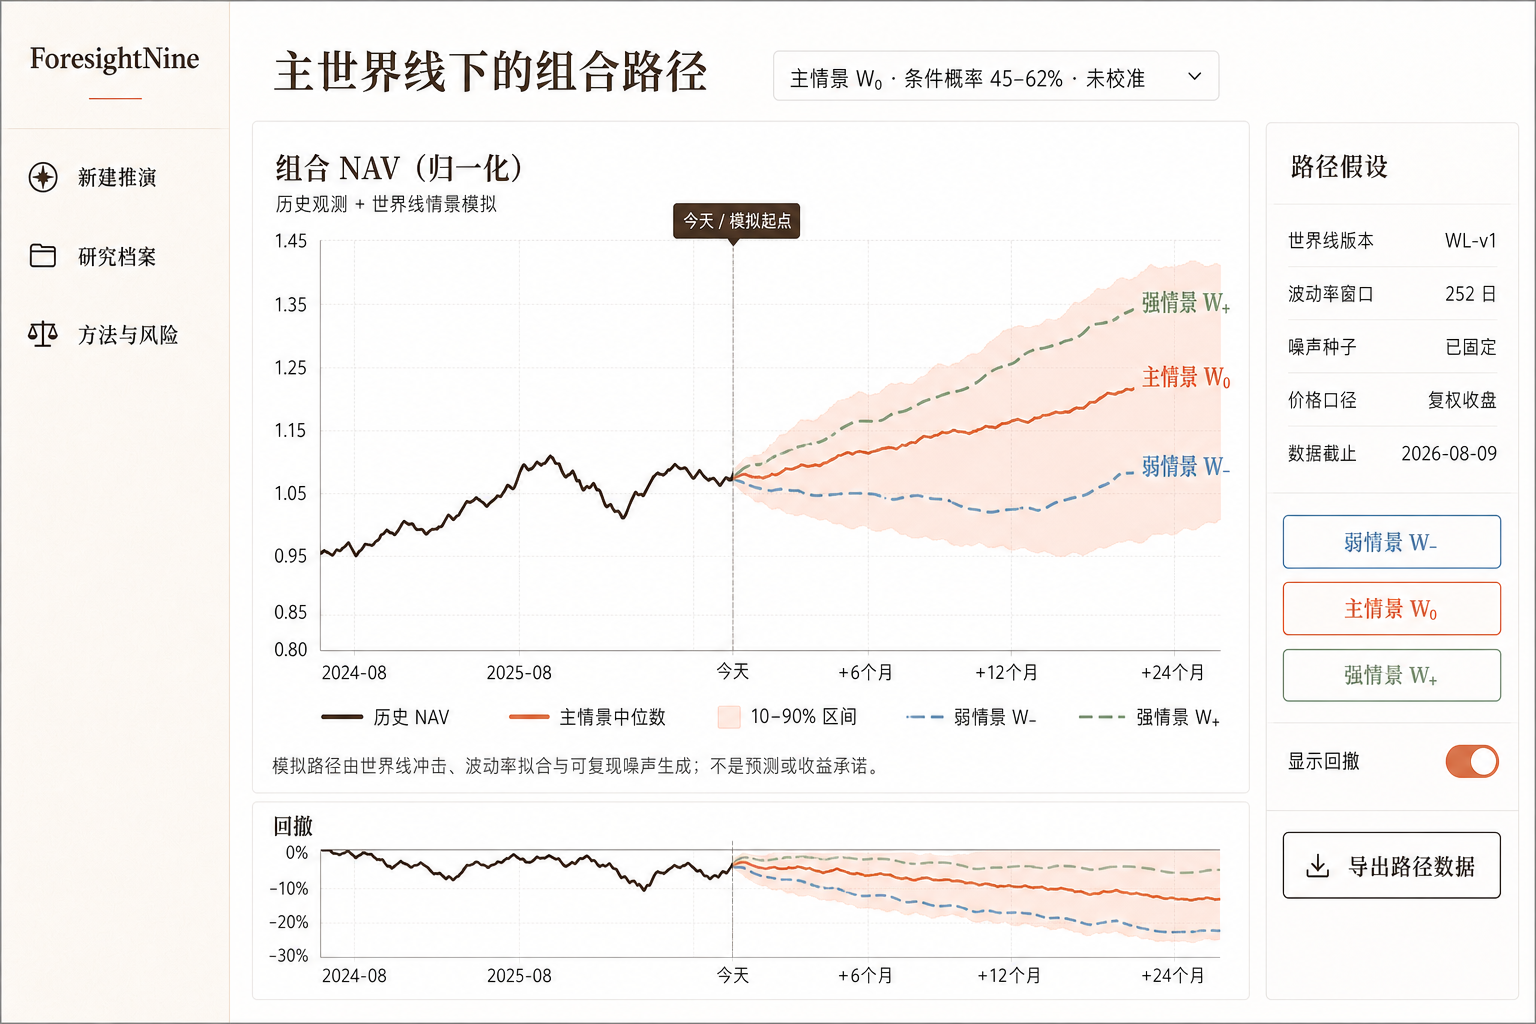 ForesightNine
新建推演
研究档案
方法与风险
主世界线下的组合路径
主情景 W₀ · 条件概率 45–62% · 未校准
组合 NAV（归一化）
历史观测 + 世界线情景模拟
今天 / 模拟起点
1.45
1.35
1.25
1.15
1.05
0.95
0.85
0.80
强情景 W₊
主情景 W₀
弱情景 W₋
2024-08 2025-08 今天 +6个月 +12个月 +24个月
历史 NAV 主情景中位数 10–90% 区间 弱情景 W₋ 强情景 W₊
模拟路径由世界线冲击、波动率拟合与可复现噪声生成；不是预测或收益承诺。
回撤
0%
-10%
-20%
-30%
2024-08 2025-08 今天 +6个月 +12个月 +24个月
路径假设
世界线版本 WL-v1
波动率窗口 252 日
噪声种子 已固定
价格口径 复权收盘
数据截止 2026-08-09
弱情景 W₋
主情景 W₀
强情景 W₊
显示回撤
导出路径数据